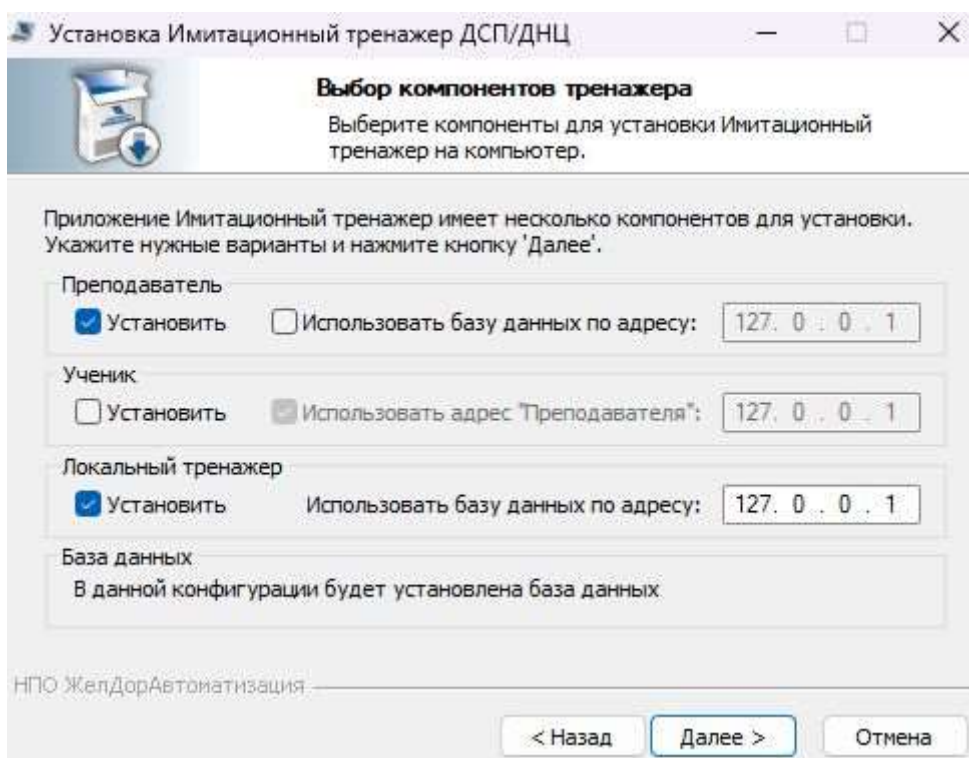 Установка Имитационный тренажер ДСП/ДНЦ
Выбор компонентов тренажера
Выберите компоненты для установки Имитационный
тренажер на компьютер.
Приложение Имитационный тренажер имеет несколько компонентов для установки.
Укажите нужные варианты и нажмите кнопку 'Далее'.
Преподаватель
Установить Использовать базу данных по адресу: 127. 0 . 0 . 1
Ученик
Установить Использовать адрес "Преподавателя": 127. 0 . 0 . 1
Локальный тренажер
Установить Использовать базу данных по адресу: 127. 0 . 0 . 1
База данных
В данной конфигурации будет установлена база данных
НПО ЖелДорАвтоматизация
< Назад Далее > Отмена